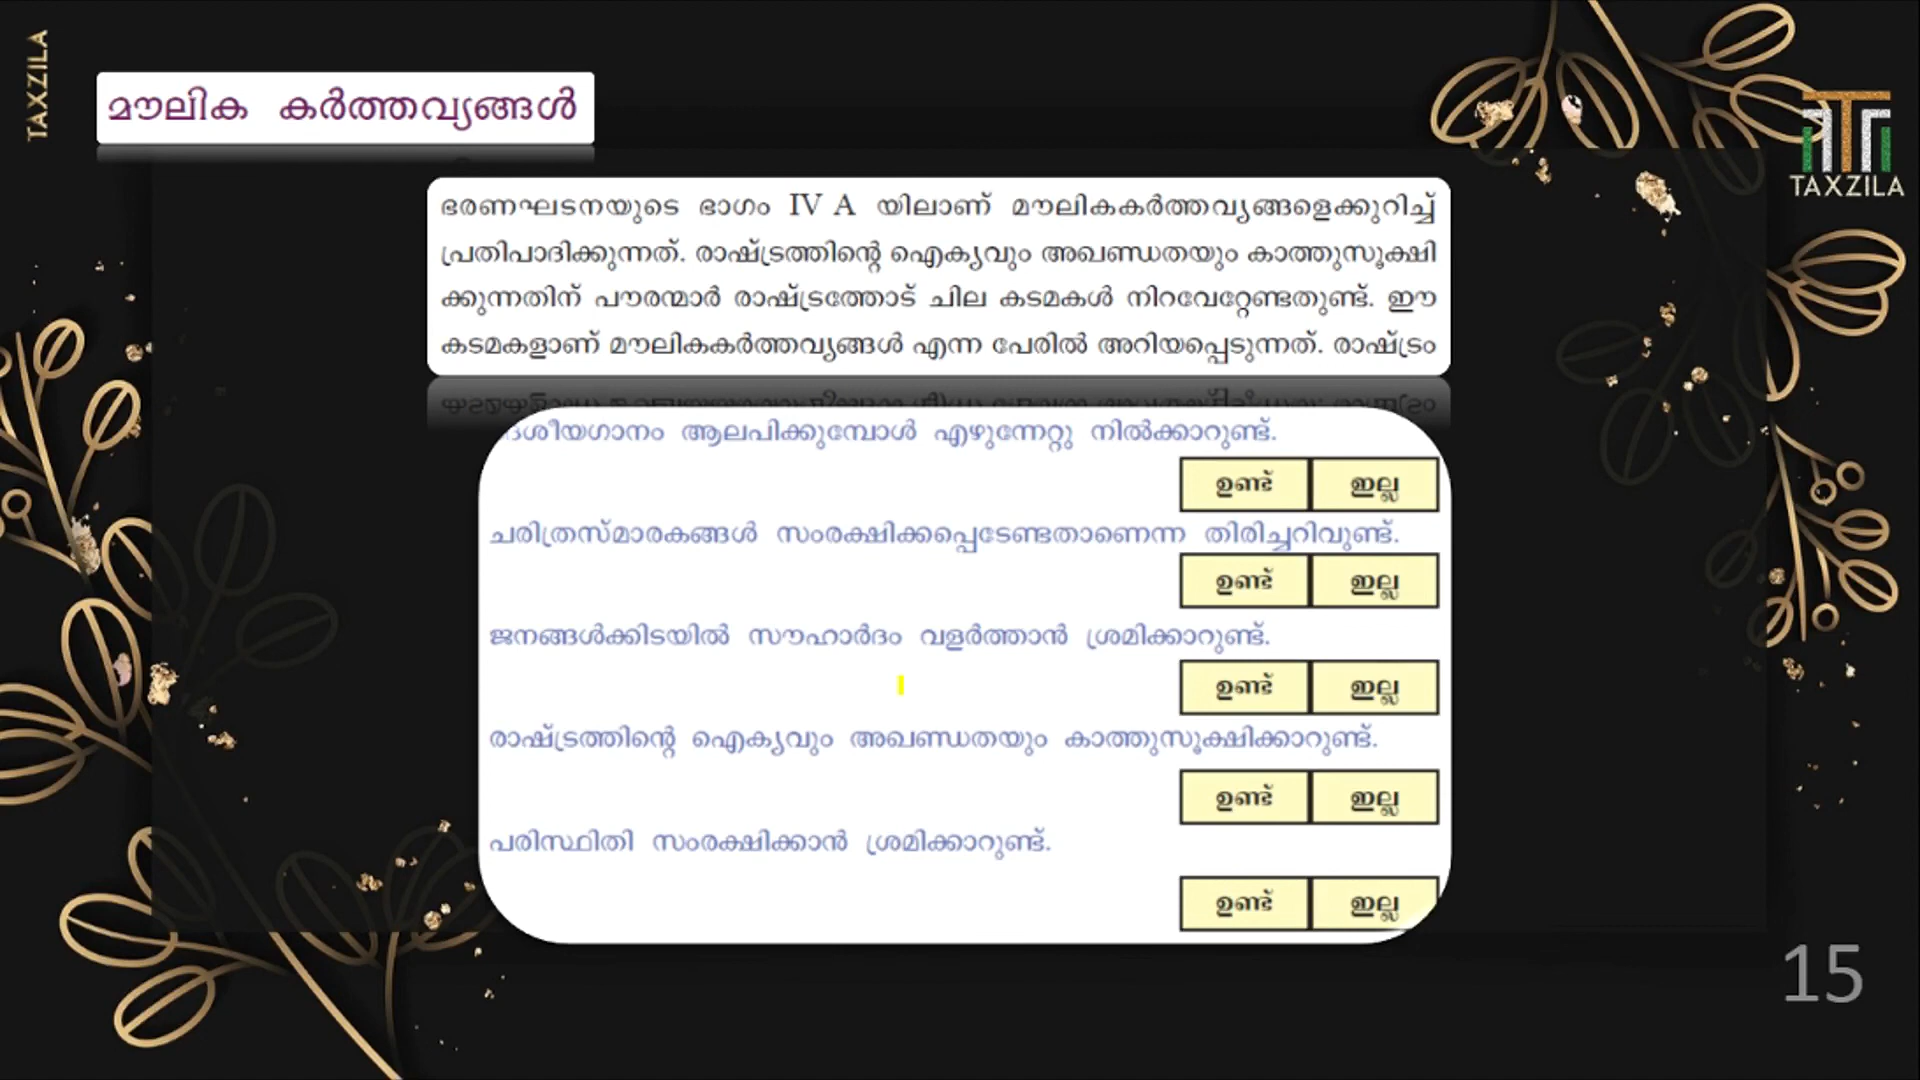 TAXZILA
മൗലിക കർത്തവ്യങ്ങൾ
TAXZILA
ഭരണഘടനയുടെ ഭാഗം IV A യിലാണ് മൗലികകർത്തവ്യങ്ങളെക്കുറിച്ച്
പ്രതിപാദിക്കുന്നത്. രാഷ്ട്രത്തിന്റെ ഐക്യവും അഖണ്ഡതയും കാത്തുസൂക്ഷി
ക്കുന്നതിന് പൗരന്മാർ രാഷ്ട്രത്തോട് ചില കടമകൾ നിറവേറ്റേണ്ടതുണ്ട്. ഈ
കടമകളാണ് മൗലികകർത്തവ്യങ്ങൾ എന്ന പേരിൽ അറിയപ്പെടുന്നത്. രാഷ്ട്രം
ആലപിക്കുമ്പോൾ എഴുന്നേറ്റു നിൽക്കാറുണ്ട്.
ഉണ്ട് ഇല്ല
ചരിത്രസ്മാരകങ്ങൾ സംരക്ഷിക്കപ്പെടേണ്ടതാണെന്ന തിരിച്ചറിവുണ്ട്.
ഉണ്ട് ഇല്ല
ജനങ്ങൾക്കിടയിൽ സൗഹാർദം വളർത്താൻ ശ്രമിക്കാറുണ്ട്.
ഉണ്ട് ഇല്ല
രാഷ്ട്രത്തിന്റെ ഐക്യവും അഖണ്ഡതയും കാത്തുസൂക്ഷിക്കാറുണ്ട്.
ഉണ്ട് ഇല്ല
പരിസ്ഥിതി സംരക്ഷിക്കാൻ ശ്രമിക്കാറുണ്ട്.
ഉണ്ട് ഇല്ല
15